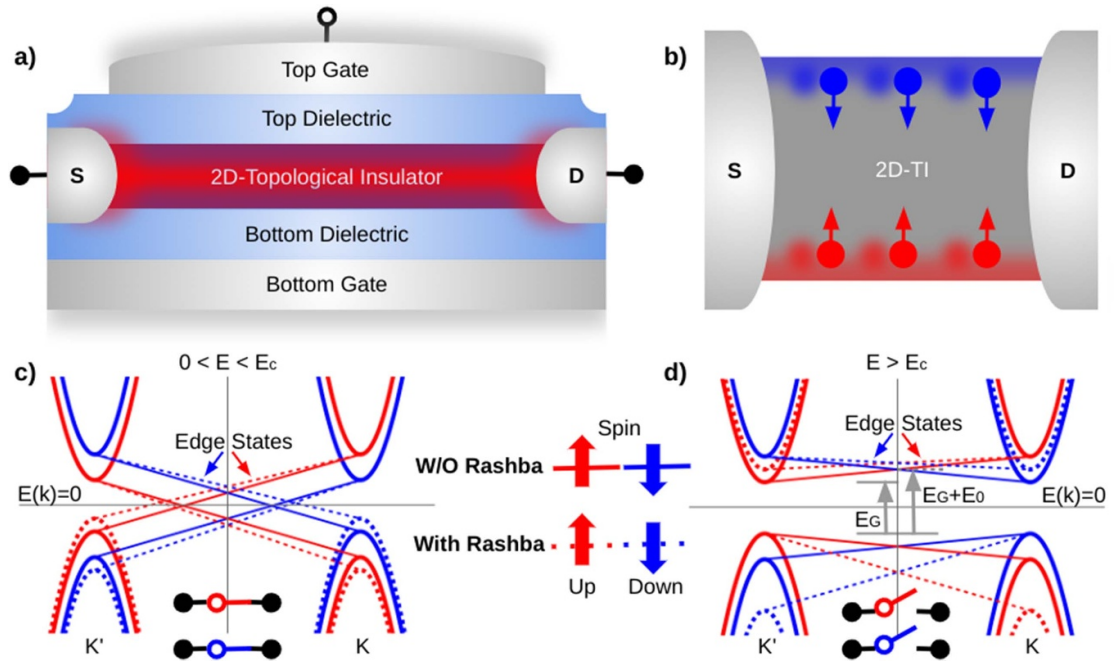 a)
Top Gate
Top Dielectric
S
2D-Topological Insulator
D
Bottom Dielectric
Bottom Gate
b)
S
2D-TI
D
c)
0 < E < Ec
Edge States
E(k)=0
K'
K
Spin
W/O Rashba
With Rashba
Up
Down
d)
E > Ec
Edge States
EG+E0
E(k)=0
EG
K'
K